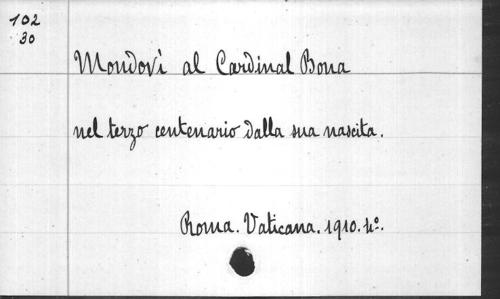 102
30
Mondovì al Cardinal Bona
nel terzo centenario dalla sua nascita.
Roma. Vaticana. 1910. 4°.